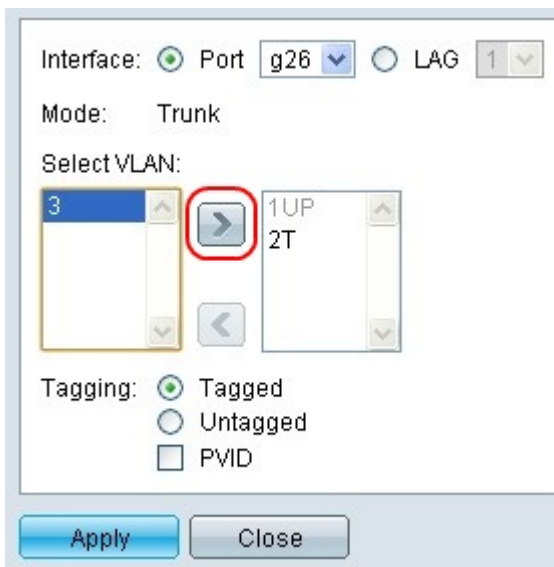 Interface: Port g26 LAG 1
Mode: Trunk
Select VLAN:
3
1UP
2T
Tagging: Tagged
Untagged
PVID
Apply Close